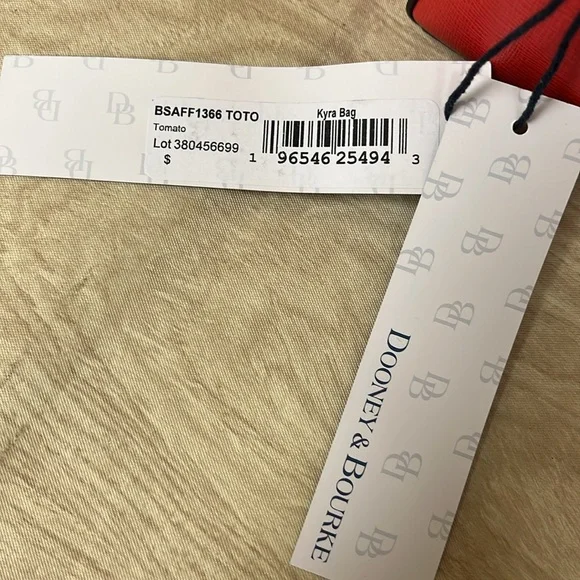 BSAFF1366 TOTO
Kyra Bag
Tomato
Lot 380456699
$
1 96546 25494 3
DOONEY & BOURKE